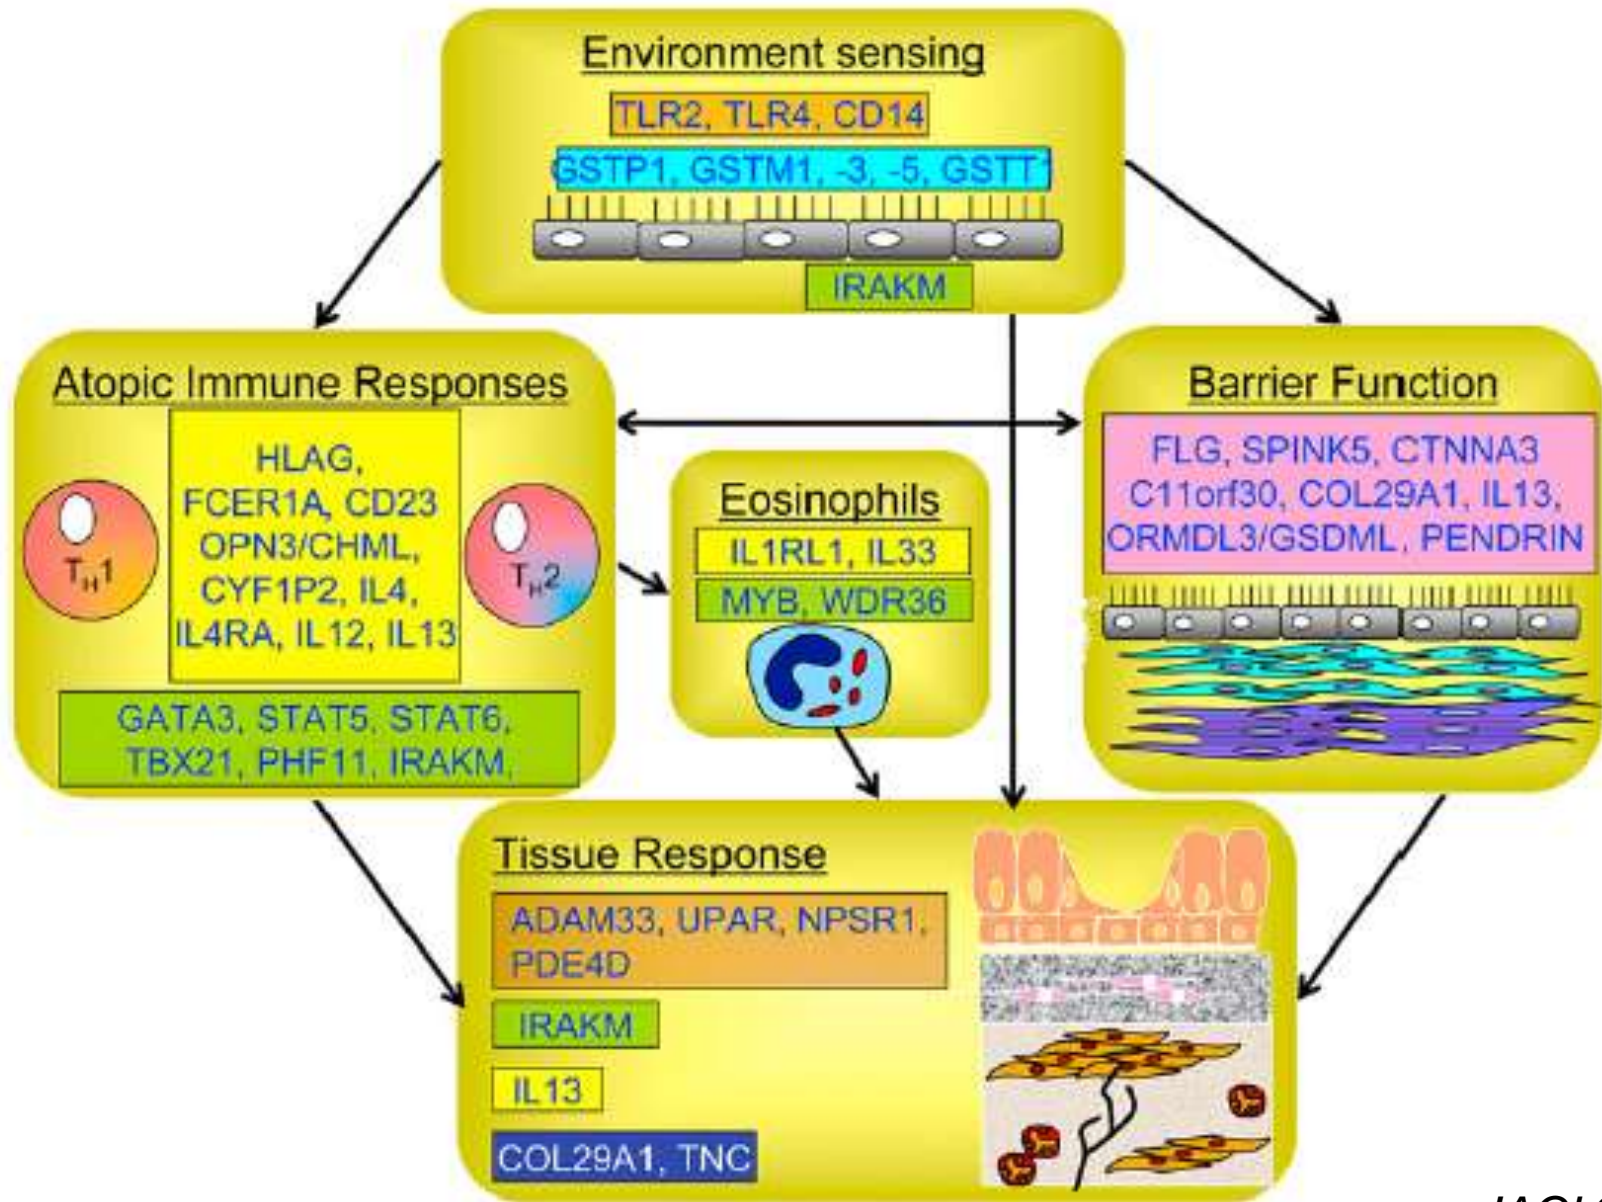 Environment sensing
TLR2, TLR4, CD14
GSTP1, GSTM1, -3, -5, GSTT1
IRAKM
Atopic Immune Responses
HLAG,
FCER1A, CD23
OPN3/CHML,
CYF1P2, IL4,
IL4RA, IL12, IL13
TH1
TH2
GATA3, STAT5, STAT6,
TBX21, PHF11, IRAKM,
Eosinophils
IL1RL1, IL33
MYB, WDR36
Barrier Function
FLG, SPINK5, CTNNA3
C11orf30, COL29A1, IL13,
ORMDL3/GSDML, PENDRIN
Tissue Response
ADAM33, UPAR, NPSR1,
PDE4D
IRAKM
IL13
COL29A1, TNC